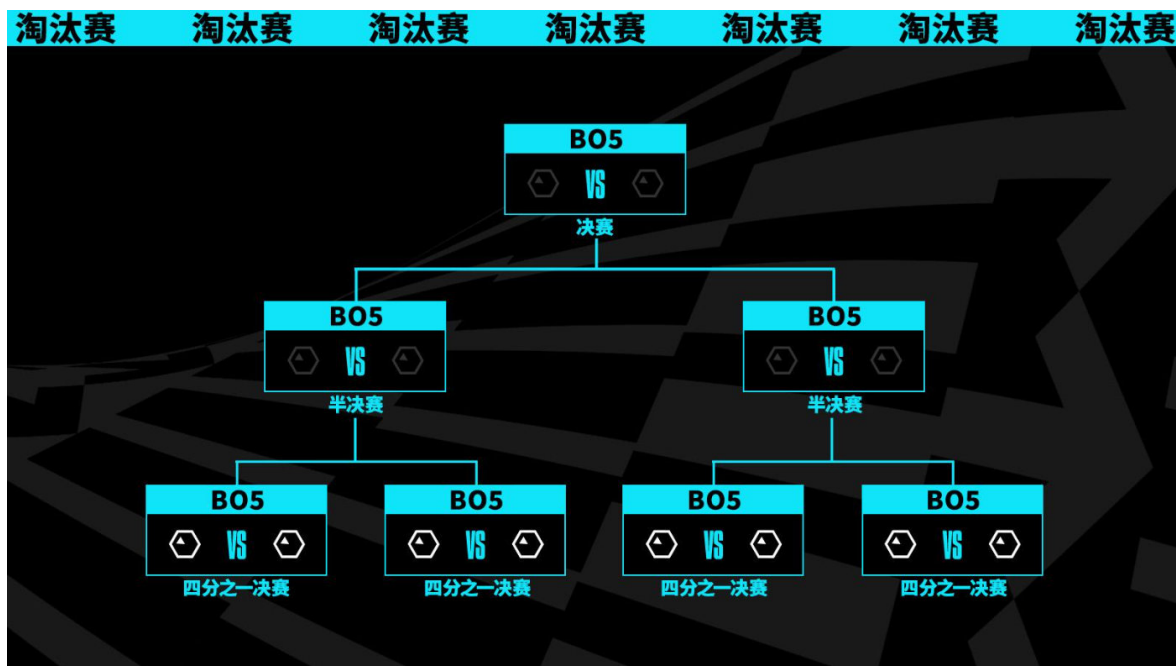 淘汰赛 淘汰赛 淘汰赛 淘汰赛 淘汰赛 淘汰赛 淘汰赛
BO5
VS
决赛
BO5 BO5
VS VS
半决赛 半决赛
BO5 BO5 BO5 BO5
VS VS VS VS
四分之一决赛 四分之一决赛 四分之一决赛 四分之一决赛